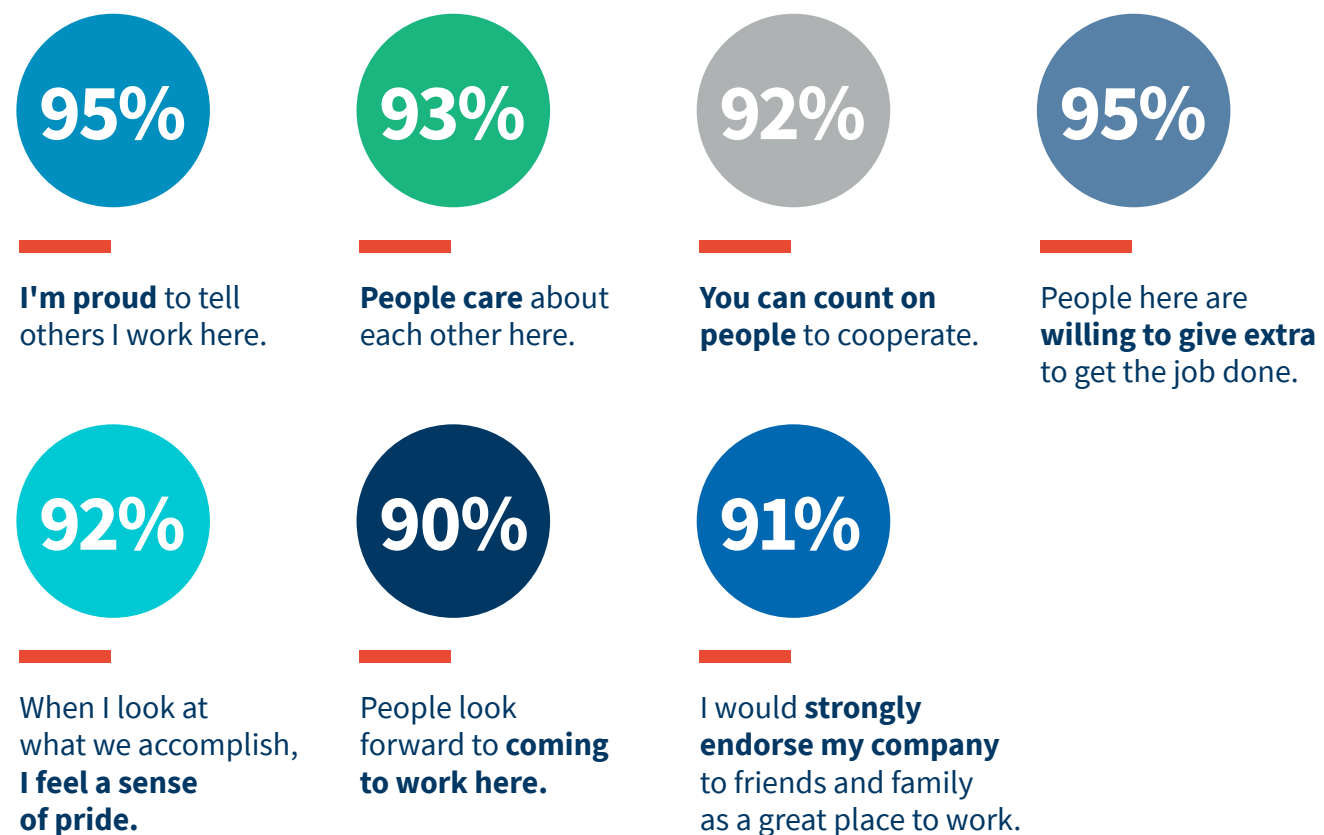 95%
I'm proud to tell
others I work here.
93%
People care about
each other here.
92%
You can count on
people to cooperate.
95%
People here are
willing to give extra
to get the job done.
92%
When I look at
what we accomplish,
I feel a sense
of pride.
90%
People look
forward to coming
to work here.
91%
I would strongly
endorse my company
to friends and family
as a great place to work.